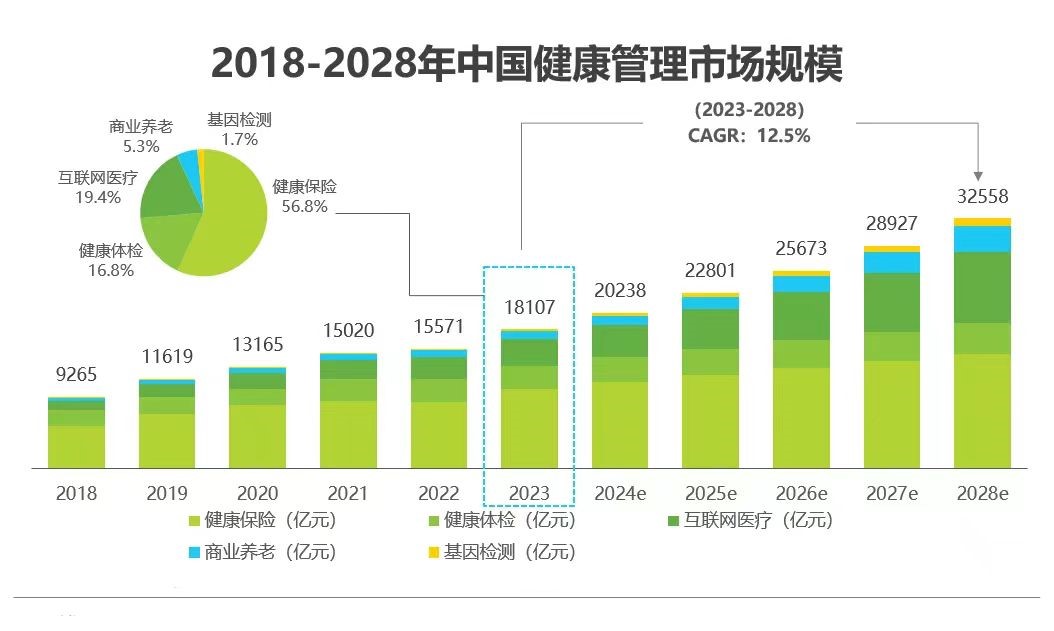 2018-2028年中国健康管理市场规模
(2023-2028)
CAGR：12.5%
基因检测
1.7%
商业养老
5.3%
互联网医疗
19.4%
健康体检
16.8%
健康保险
56.8%
9265
11619
13165
15020
15571
18107
20238
22801
25673
28927
32558
2018
2019
2020
2021
2022
2023
2024e
2025e
2026e
2027e
2028e
健康保险（亿元）
健康体检（亿元）
互联网医疗（亿元）
商业养老（亿元）
基因检测（亿元）